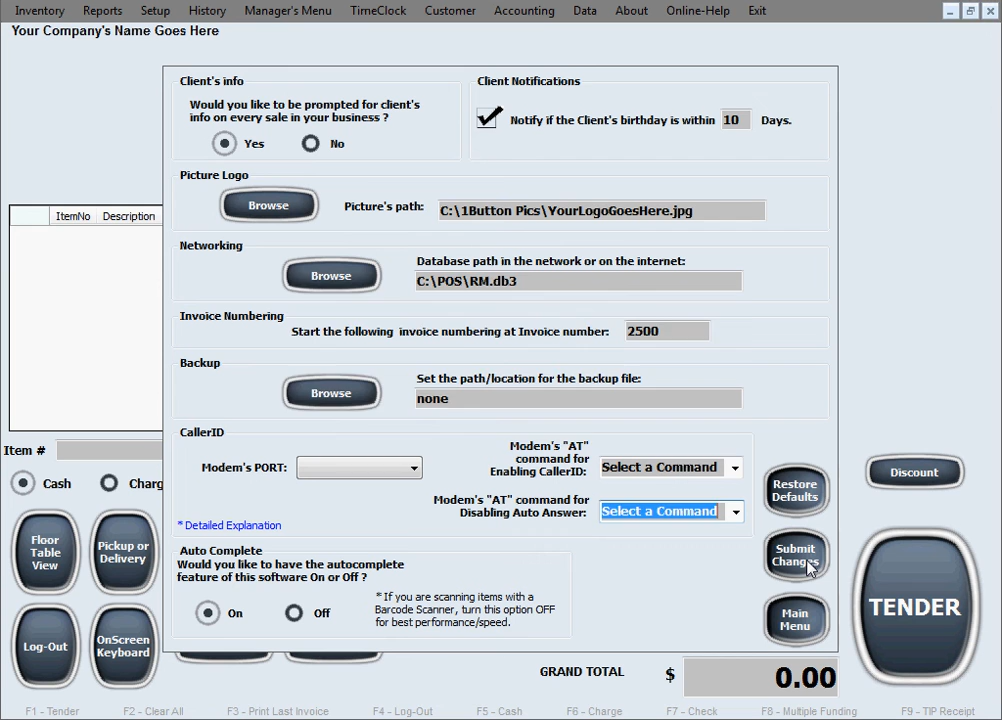 Inventory Reports Setup History Manager's Menu TimeClock Customer Accounting Data About Online-Help Exit
Your Company's Name Goes Here
Client's info
Would you like to be prompted for client's
info on every sale in your business ?
Yes No
Client Notifications
Notify if the Client's birthday is within 10 Days.
Picture Logo
Browse Picture's path: C:\1Button Pics\YourLogoGoesHere.jpg
ItemNo Description
Networking
Database path in the network or on the internet:
Browse C:\POS\RM.db3
Invoice Numbering
Start the following invoice numbering at Invoice number: 2500
Backup
Set the path/location for the backup file:
Browse none
CallerID
Modem's PORT:
Modem's "AT"
command for
Enabling CallerID: Select a Command
Modem's "AT" command for
Disabling Auto Answer: Select a Command
* Detailed Explanation
Auto Complete
Would you like to have the autocomplete
feature of this software On or Off ?
On Off
* If you are scanning items with a
Barcode Scanner, turn this option OFF
for best performance/speed.
Restore
Defaults
Submit
Changes
Main
Menu
Item #
Cash Charg
Floor
Table
View
Pickup or
Delivery
Log-Out
OnScreen
Keyboard
Discount
TENDER
GRAND TOTAL $ 0.00
F1 - Tender F2 - Clear All F3 - Print Last Invoice F4 - Log-Out F5 - Cash F6 - Charge F7 - Check F8 - Multiple Funding F9 - TIP Receipt